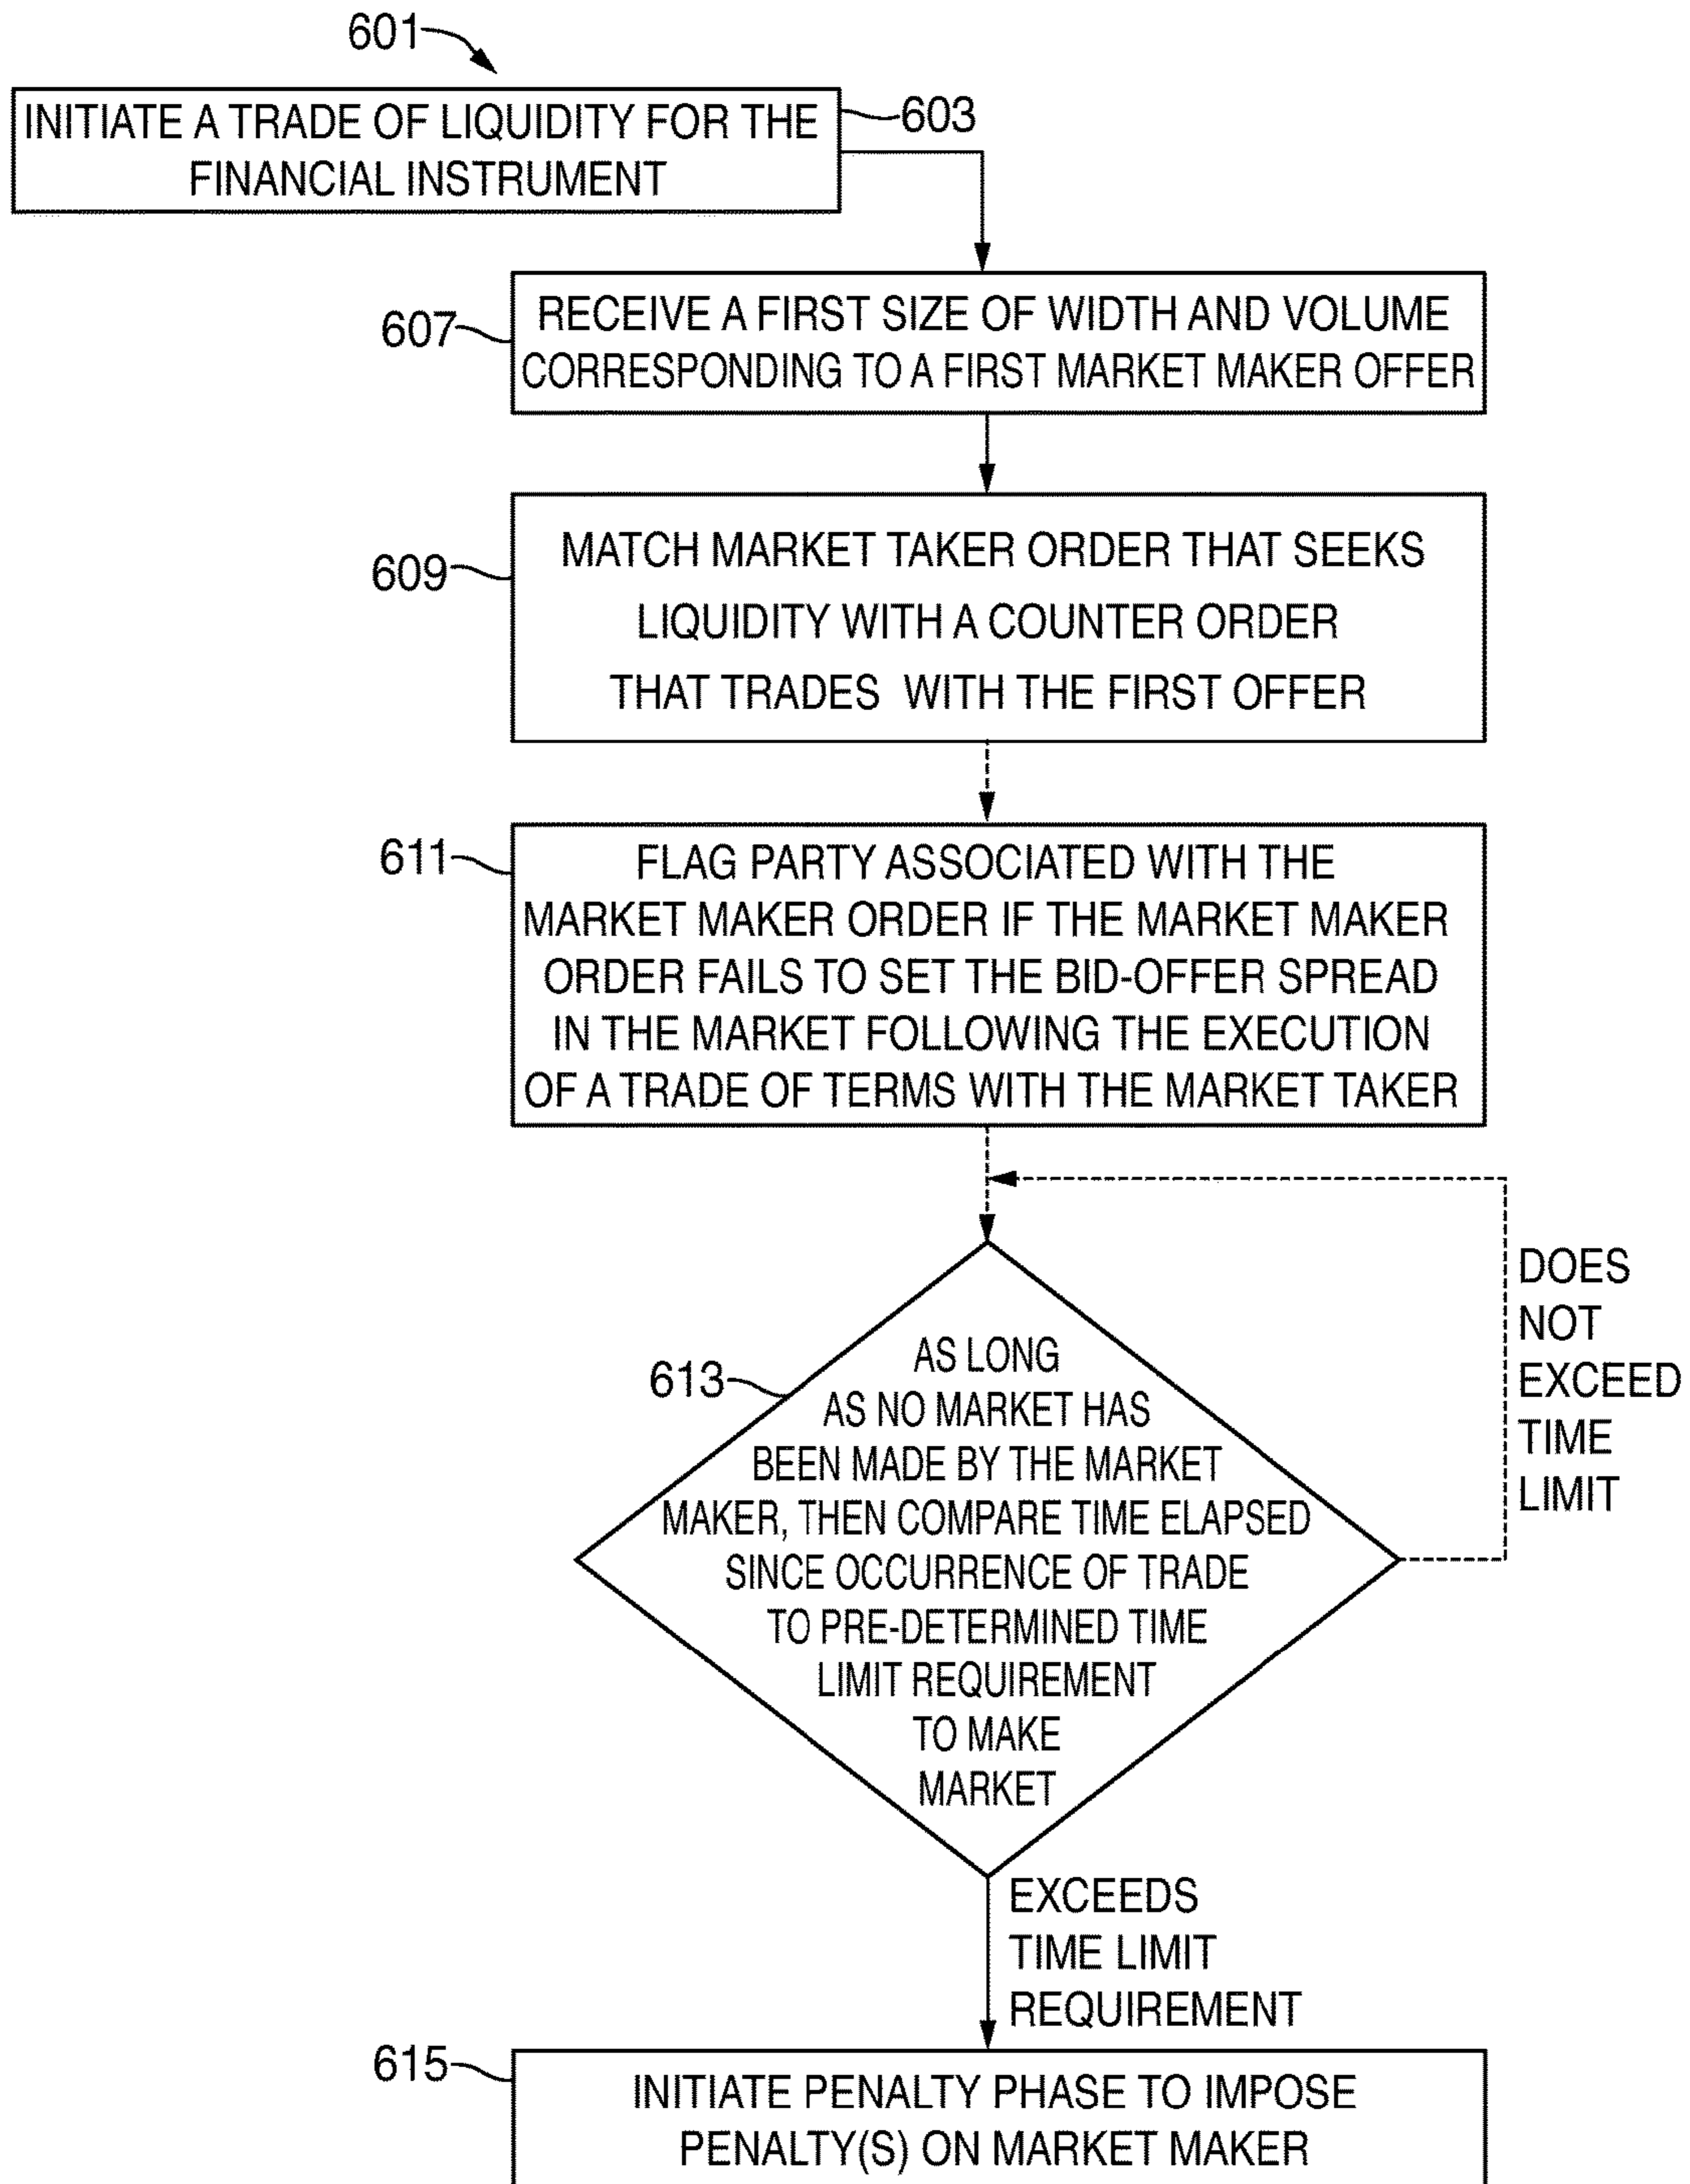 601
INITIATE A TRADE OF LIQUIDITY FOR THE
FINANCIAL INSTRUMENT
603
607
RECEIVE A FIRST SIZE OF WIDTH AND VOLUME
CORRESPONDING TO A FIRST MARKET MAKER OFFER
609
MATCH MARKET TAKER ORDER THAT SEEKS
LIQUIDITY WITH A COUNTER ORDER
THAT TRADES WITH THE FIRST OFFER
611
FLAG PARTY ASSOCIATED WITH THE
MARKET MAKER ORDER IF THE MARKET MAKER
ORDER FAILS TO SET THE BID-OFFER SPREAD
IN THE MARKET FOLLOWING THE EXECUTION
OF A TRADE OF TERMS WITH THE MARKET TAKER
613
AS LONG
AS NO MARKET HAS
BEEN MADE BY THE MARKET
MAKER, THEN COMPARE TIME ELAPSED
SINCE OCCURRENCE OF TRADE
TO PRE-DETERMINED TIME
LIMIT REQUIREMENT
TO MAKE
MARKET
DOES
NOT
EXCEED
TIME
LIMIT
EXCEEDS
TIME LIMIT
REQUIREMENT
615
INITIATE PENALTY PHASE TO IMPOSE
PENALTY(S) ON MARKET MAKER